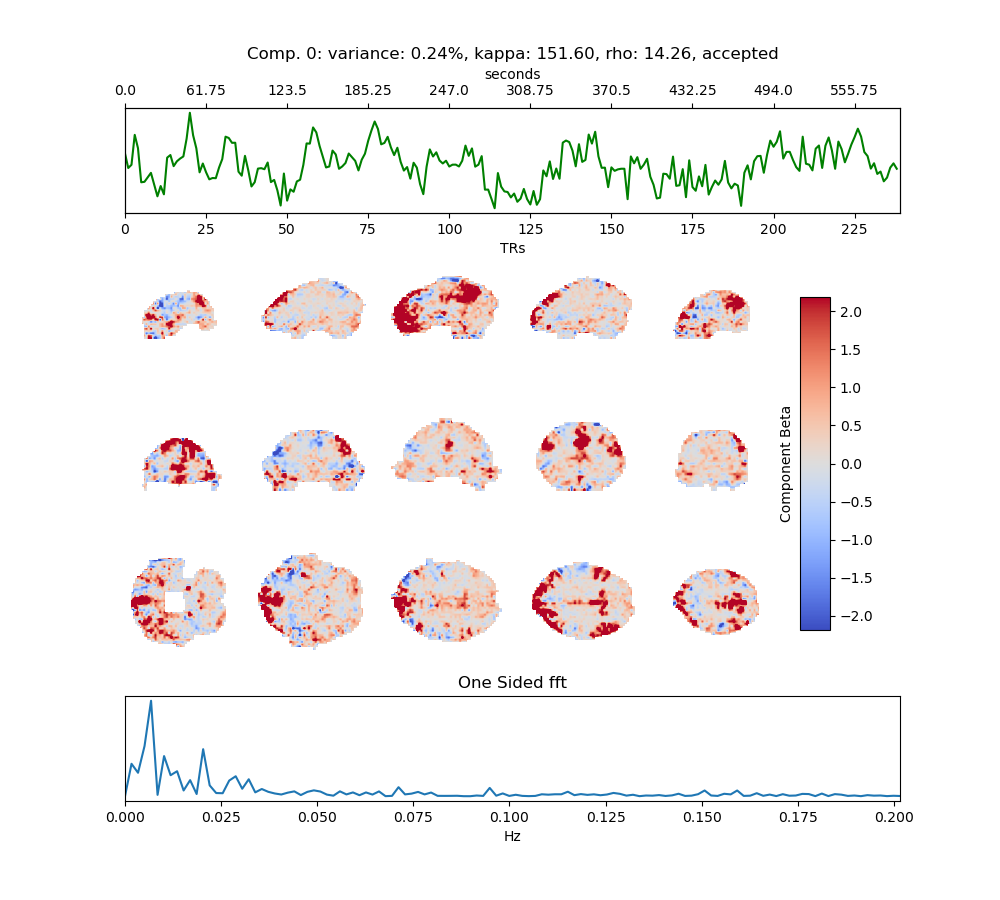 Comp. 0: variance: 0.24%, kappa: 151.60, rho: 14.26, accepted
seconds
0.0 61.75 123.5 185.25 247.0 308.75 370.5 432.25 494.0 555.75
0 25 50 75 100 125 150 175 200 225
TRs
2.0
1.5
1.0
0.5
0.0
−0.5
−1.0
−1.5
−2.0
Component Beta
One Sided fft
0.000 0.025 0.050 0.075 0.100 0.125 0.150 0.175 0.200
Hz